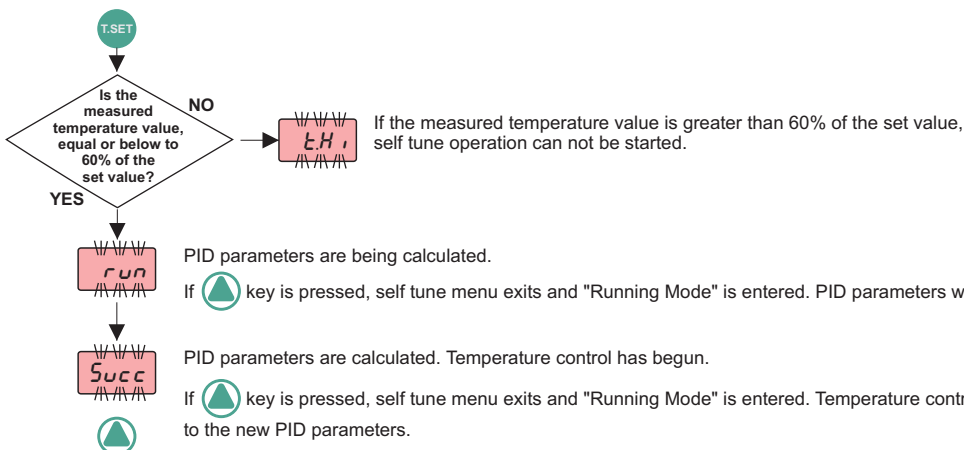 T.SET
Is the
measured
temperature value,
equal or below to
60% of the
set value?
NO
YES
t.Hi
If the measured temperature value is greater than 60% of the set value,
self tune operation can not be started.
run
PID parameters are being calculated.
If key is pressed, self tune menu exits and "Running Mode" is entered. PID parameters
Succ
PID parameters are calculated. Temperature control has begun.
If key is pressed, self tune menu exits and "Running Mode" is entered. Temperature
to the new PID parameters.